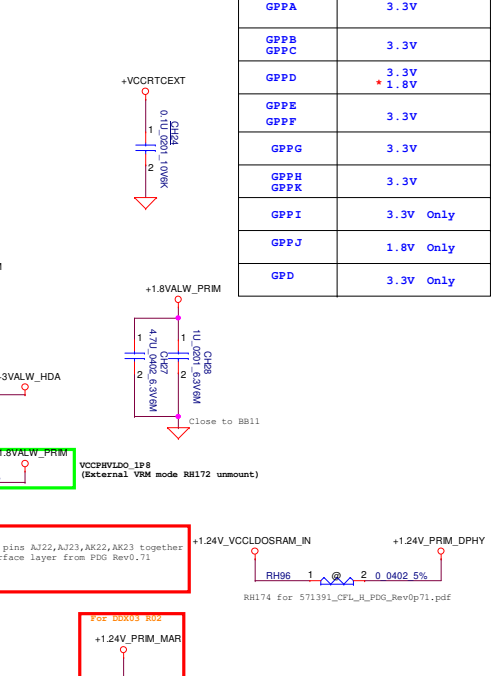 GPPA 3.3V
GPPB
GPPC
3.3V
GPPD
3.3V
* 1.8V
GPPE
GPPF
3.3V
GPPG 3.3V
GPPH
GPPK
3.3V
GPPI 3.3V Only
GPPJ 1.8V Only
GPD 3.3V Only
+VCCRTCEXT
1
2
CH24
0.1U_0201_10V6K
+1.8VALW_PRIM
1
2
CH27
4.7U_0402_6.3V6M
1
2
CH28
1U_0201_6.3V6M
Close to BB11
3VALW_HDA
1.8VALW_PRIM
VCCPHVLDO_1P8
(External VRM mode RH172 unmount)
pins AJ22,AJ23,AK22,AK23 together
rface layer from PDG Rev0.71
+1.24V_VCCLDOSRAM_IN
+1.24V_PRIM_DPHY
RH96 1 @ 2 0_0402_5%
RH174 for 571391_CFL_H_PDG_Rev0p71.pdf
For DDX03 R02
+1.24V_PRIM_MAR